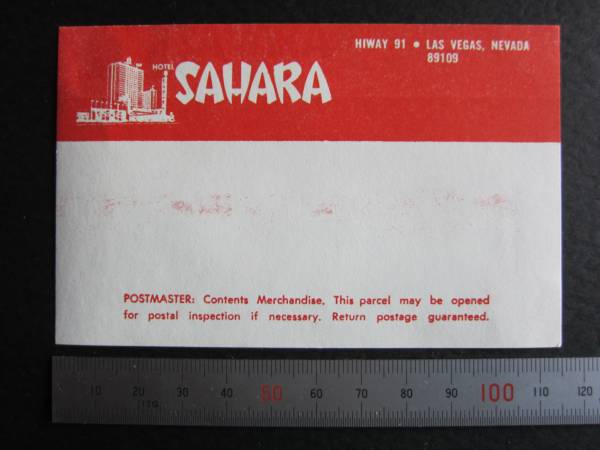 HIWAY 91 • LAS VEGAS, NEVADA
89109
HOTEL SAHARA
POSTMASTER: Contents Merchandise. This parcel may be opened
for postal inspection if necessary. Return postage guaranteed.
10 20 30 40 50 60 70 80 90 100 110 120